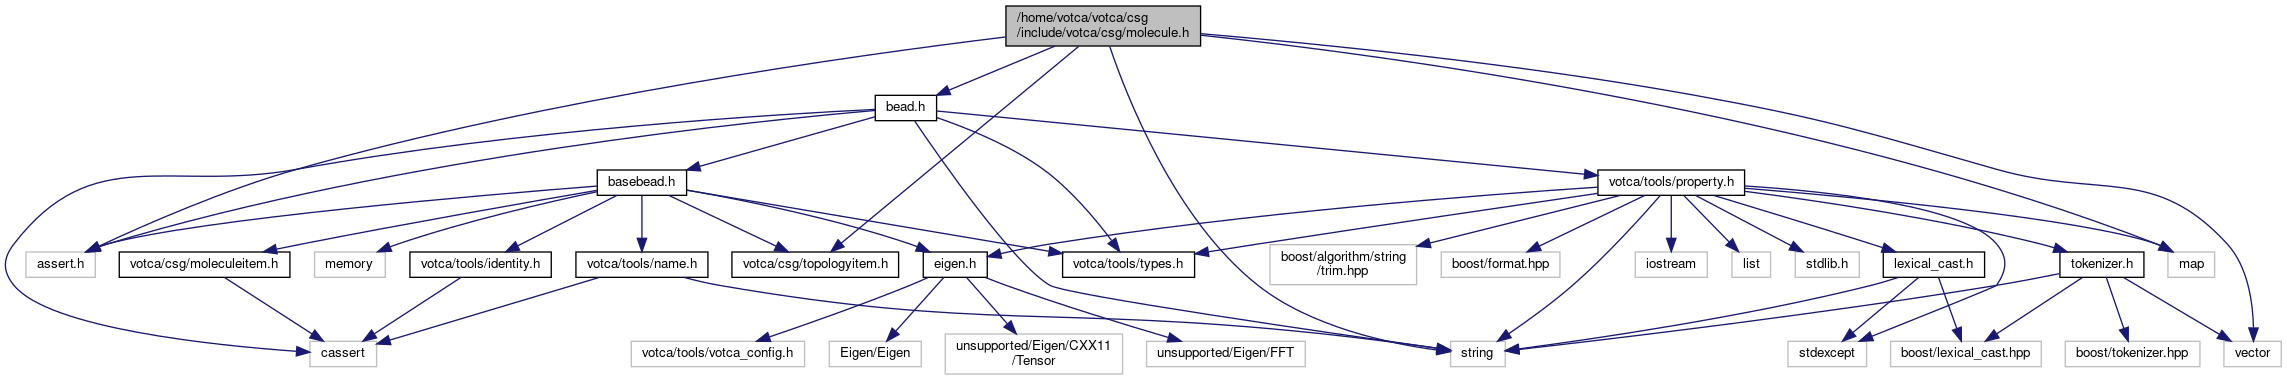 /home/votca/votca/csg
/include/votca/csg/molecule.h
bead.h
basebead.h
votca/tools/property.h
assert.h
votca/csg/moleculeitem.h
memory
votca/tools/identity.h
votca/tools/name.h
votca/csg/topologyitem.h
eigen.h
votca/tools/types.h
boost/algorithm/string
/trim.hpp
boost/format.hpp
iostream
list
stdlib.h
lexical_cast.h
tokenizer.h
map
cassert
votca/tools/votca_config.h
Eigen/Eigen
unsupported/Eigen/CXX11
/Tensor
unsupported/Eigen/FFT
string
stdexcept
boost/lexical_cast.hpp
boost/tokenizer.hpp
vector